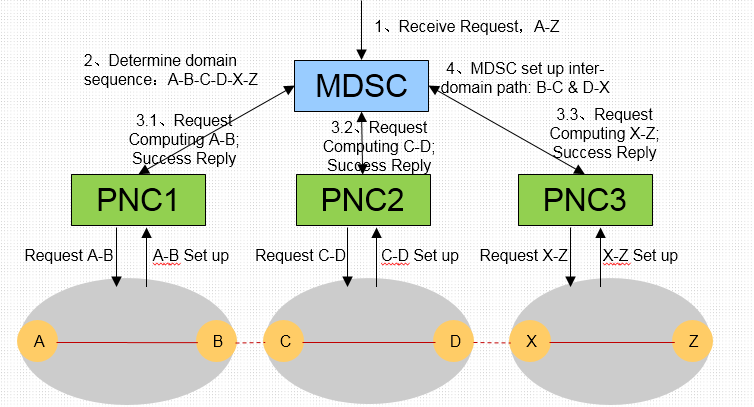 1、Receive Request，A-Z
2、Determine domain
sequence：A-B-C-D-X-Z
MDSC
4、MDSC set up inter-
domain path: B-C & D-X
3.1、Request
Computing A-B;
Success Reply
3.2、Request
Computing C-D;
Success Reply
3.3、Request
Computing X-Z;
Success Reply
PNC1
PNC2
PNC3
Request A-B
A-B Set up
Request C-D
C-D Set up
Request X-Z
X-Z Set up
A
B
C
D
X
Z